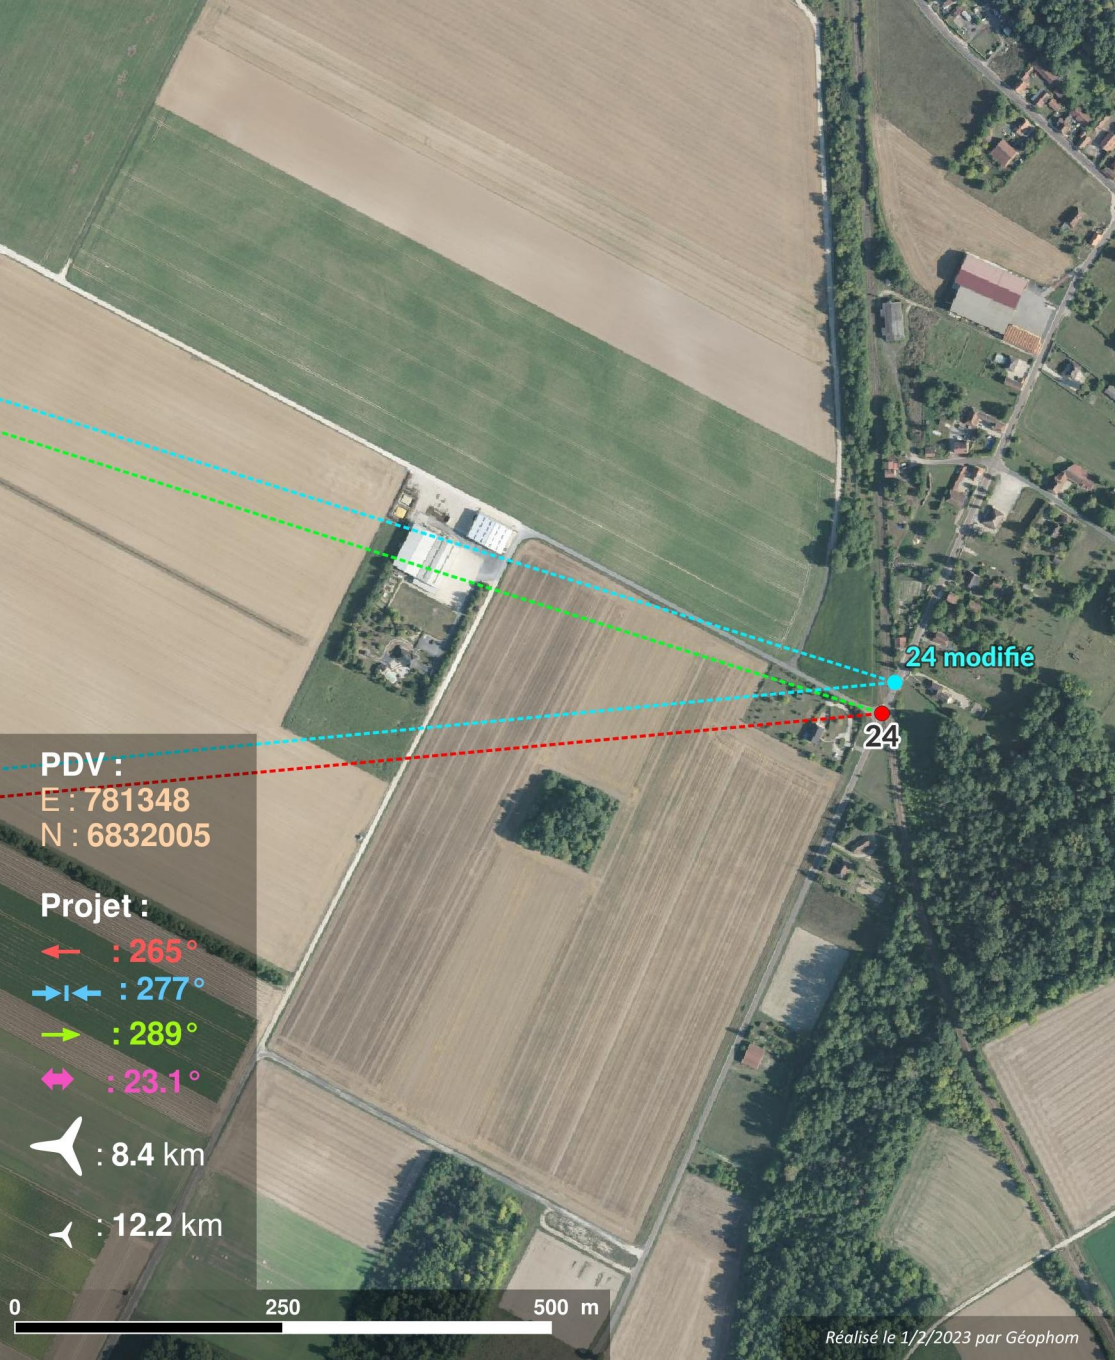 24 modifié
24
PDV :
E : 781348
N : 6832005
Projet :
: 265°
: 277°
: 289°
: 23.1°
: 8.4 km
: 12.2 km
0 250 500 m
Réalisé le 1/2/2023 par Géophom